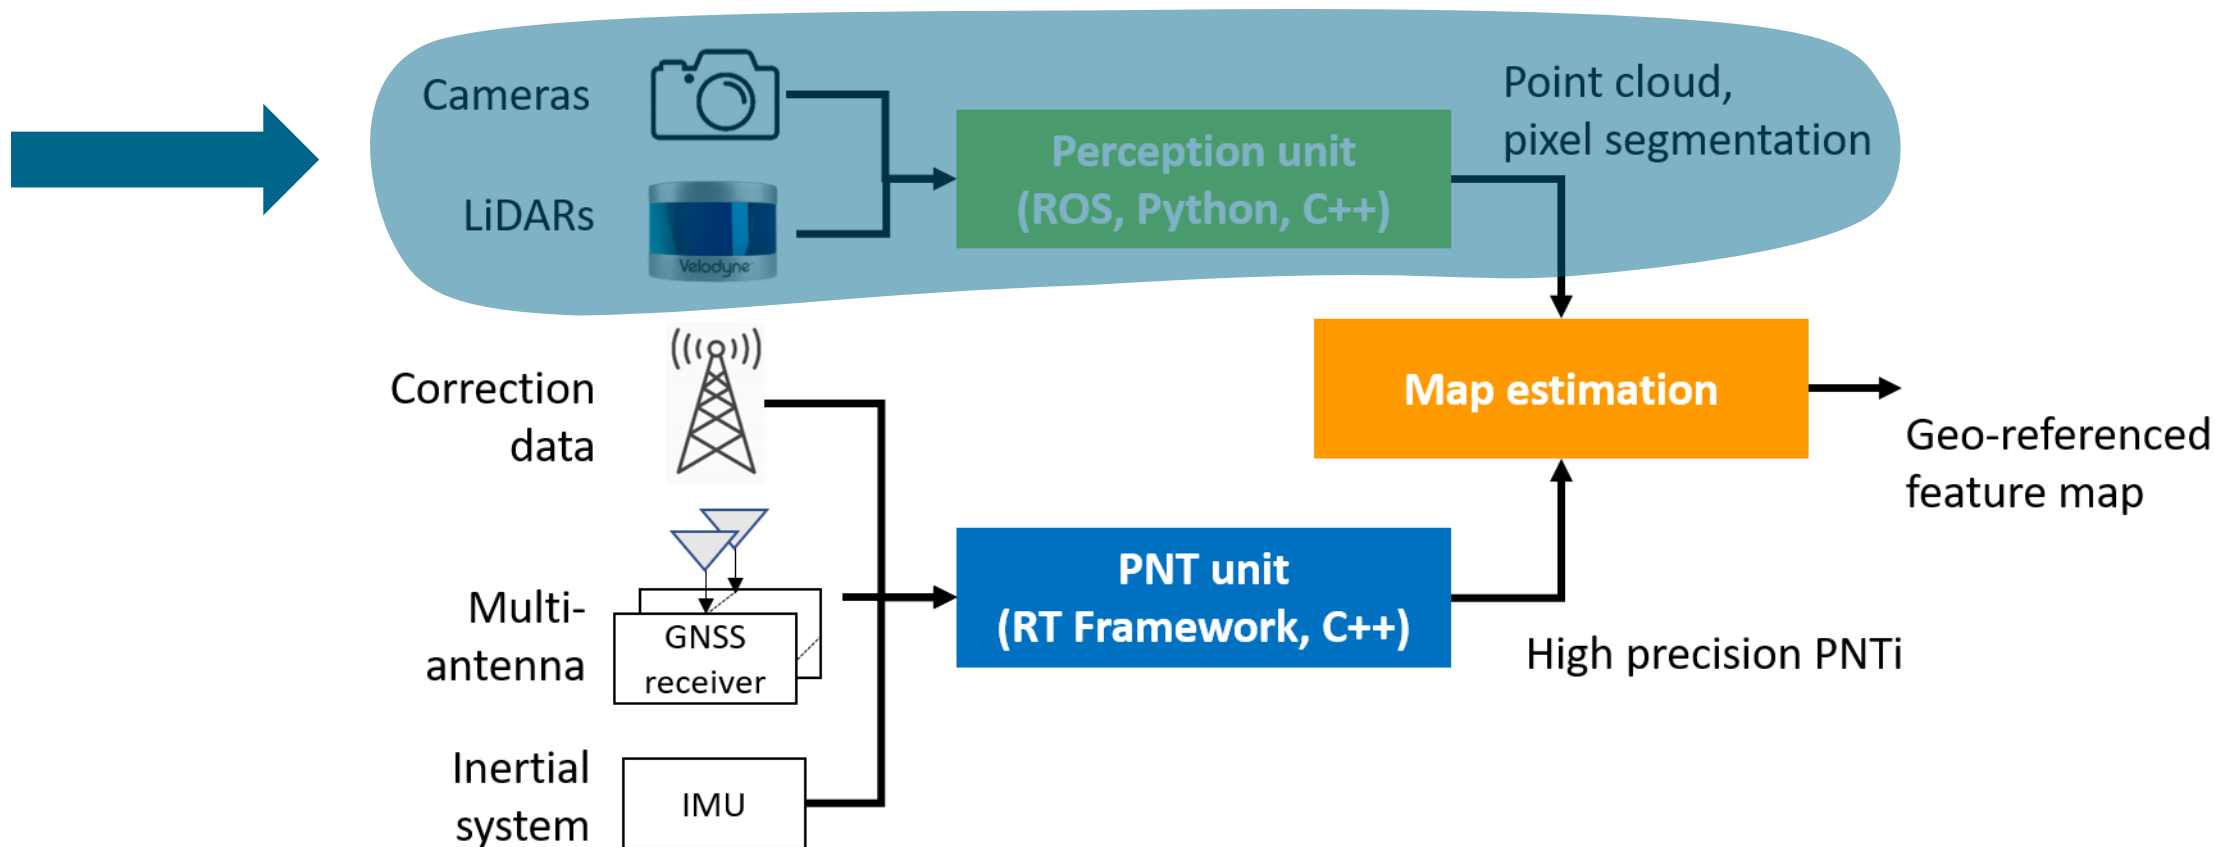 Cameras
LiDARs
Velodyne
Perception unit
(ROS, Python, C++)
Point cloud,
pixel segmentation
Correction
data
Map estimation
Geo-referenced
feature map
Multi-
antenna
GNSS
receiver
PNT unit
(RT Framework, C++)
High precision PNTi
Inertial
system
IMU